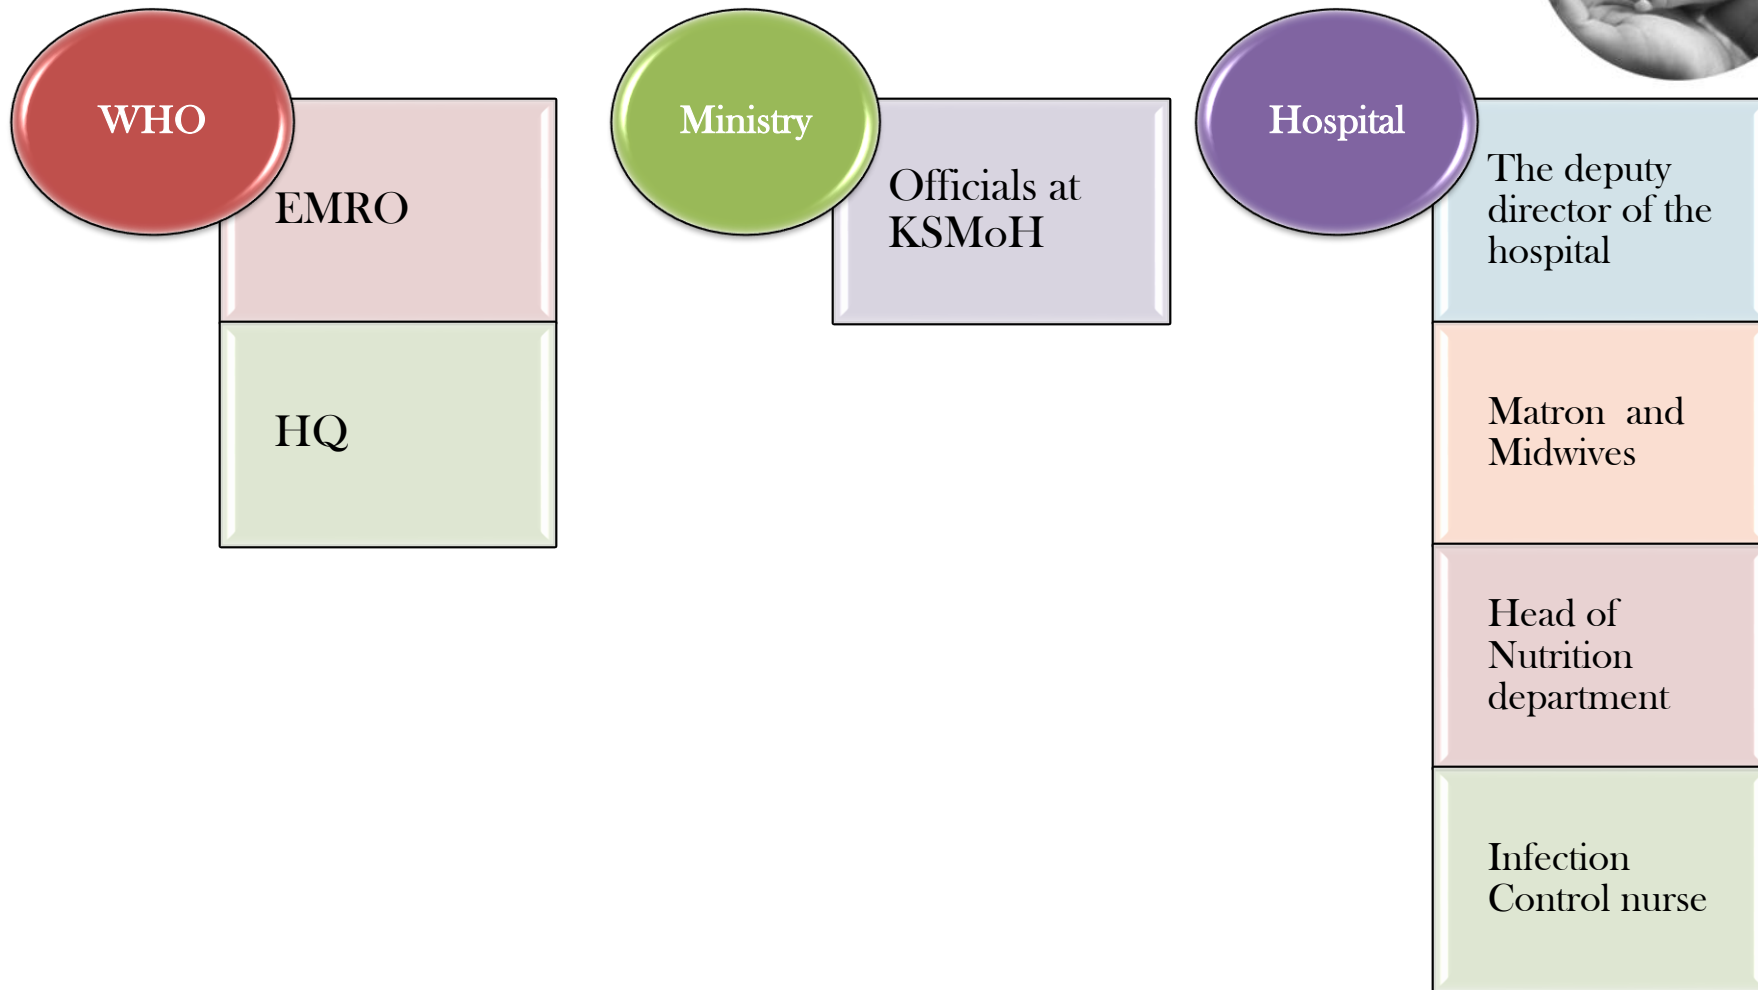 WHO
EMRO
HQ
Ministry
Officials at
KSMoH
Hospital
The deputy
director of the
hospital
Matron  and
Midwives
Head of
Nutrition
department
Infection
Control nurse